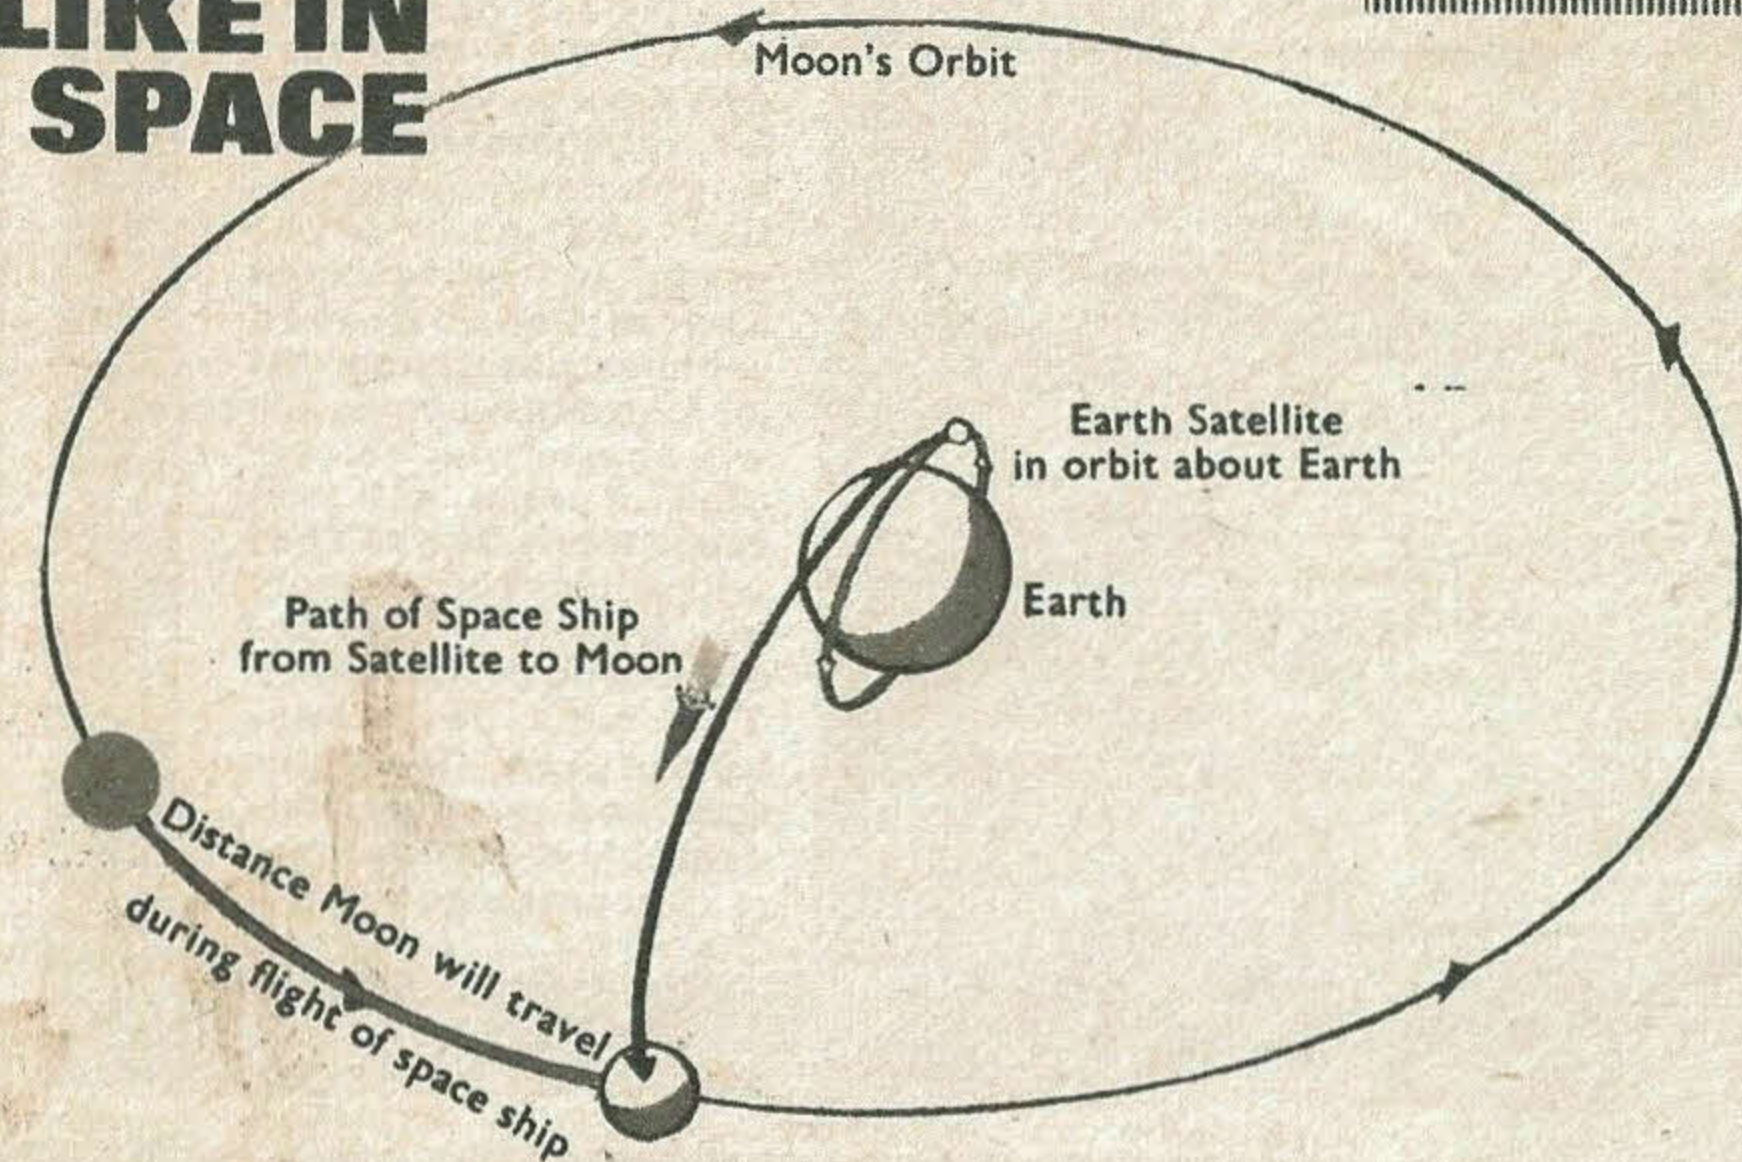 LIKE IN
SPACE
Moon's Orbit
Earth Satellite
in orbit about Earth
Earth
Path of Space Ship
from Satellite to Moon
Distance Moon will travel
during flight of space ship